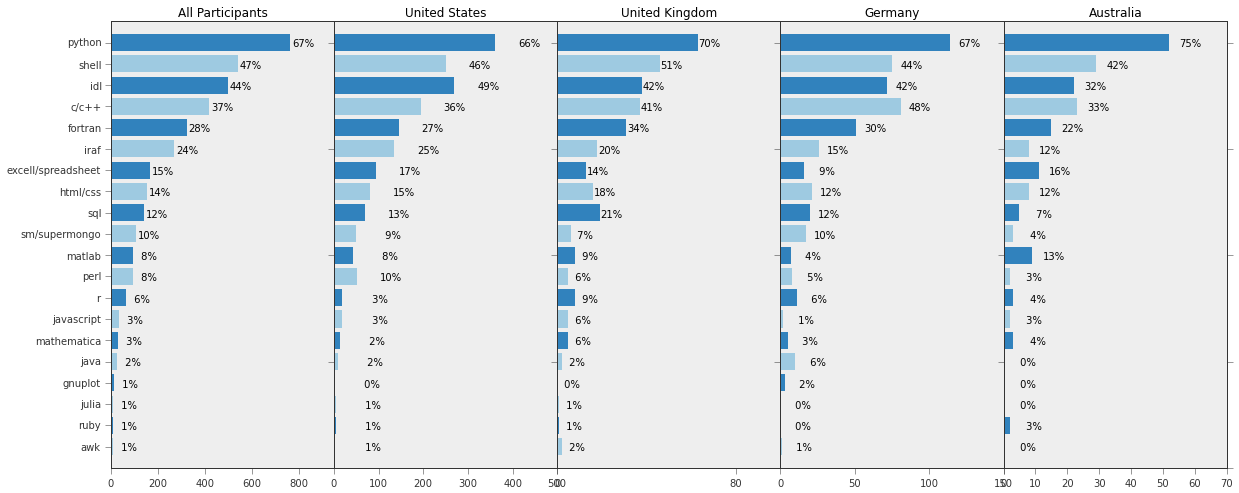 All Participants United States United Kingdom Germany Australia
python 67% 66% 70% 67% 75%
shell 47% 46% 51% 44% 42%
idl 44% 49% 42% 42% 32%
c/c++ 37% 36% 41% 48% 33%
fortran 28% 27% 34% 30% 22%
iraf 24% 25% 20% 15% 12%
excell/spreadsheet 15% 17% 14% 9% 16%
html/css 14% 15% 18% 12% 12%
sql 12% 13% 21% 12% 7%
sm/supermongo 10% 9% 7% 10% 4%
matlab 8% 8% 9% 4% 13%
perl 8% 10% 6% 5% 3%
r 6% 3% 9% 6% 4%
javascript 3% 3% 6% 1% 3%
mathematica 3% 2% 6% 3% 4%
java 2% 2% 2% 6% 0%
gnuplot 1% 0% 0% 2% 0%
julia 1% 1% 1% 0% 0%
ruby 1% 1% 1% 0% 3%
awk 1% 1% 2% 1% 0%
0 200 400 600 800 0 100 200 300 400 80 0 50 100 10 20 30 40 50 60 70